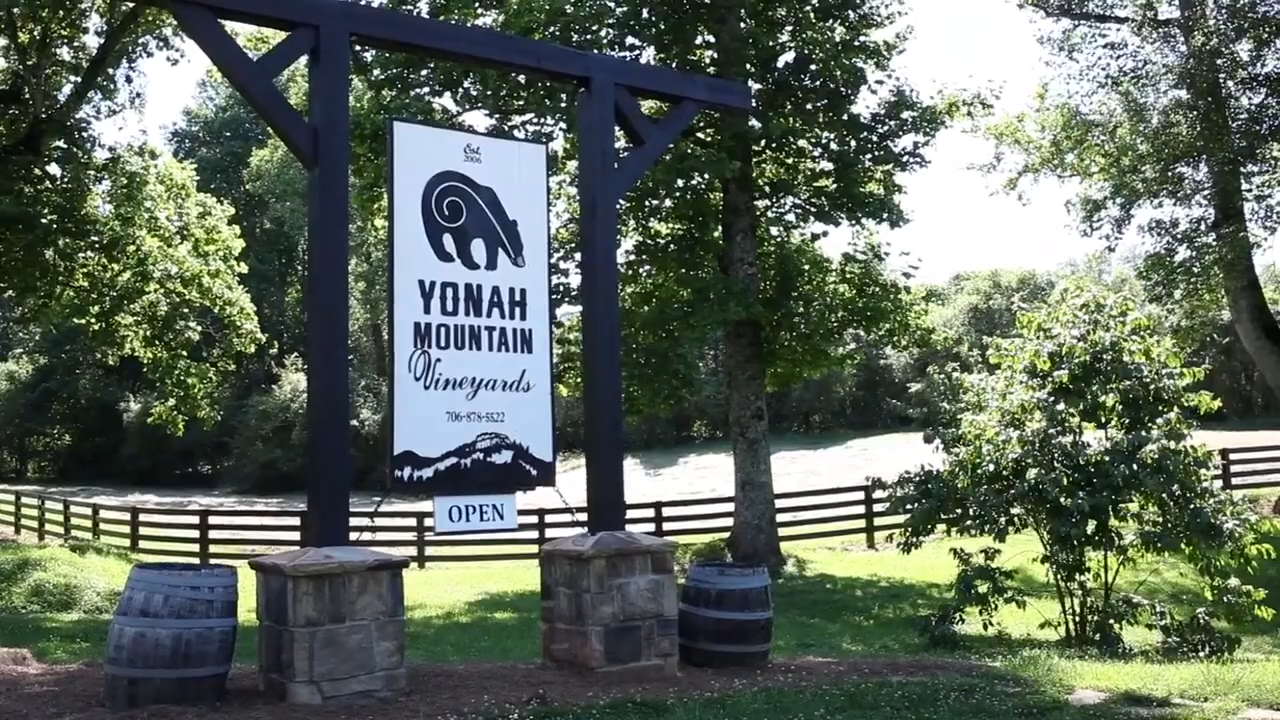 Est.
2006
YONAH
MOUNTAIN
Vineyards
706-878-5522
OPEN